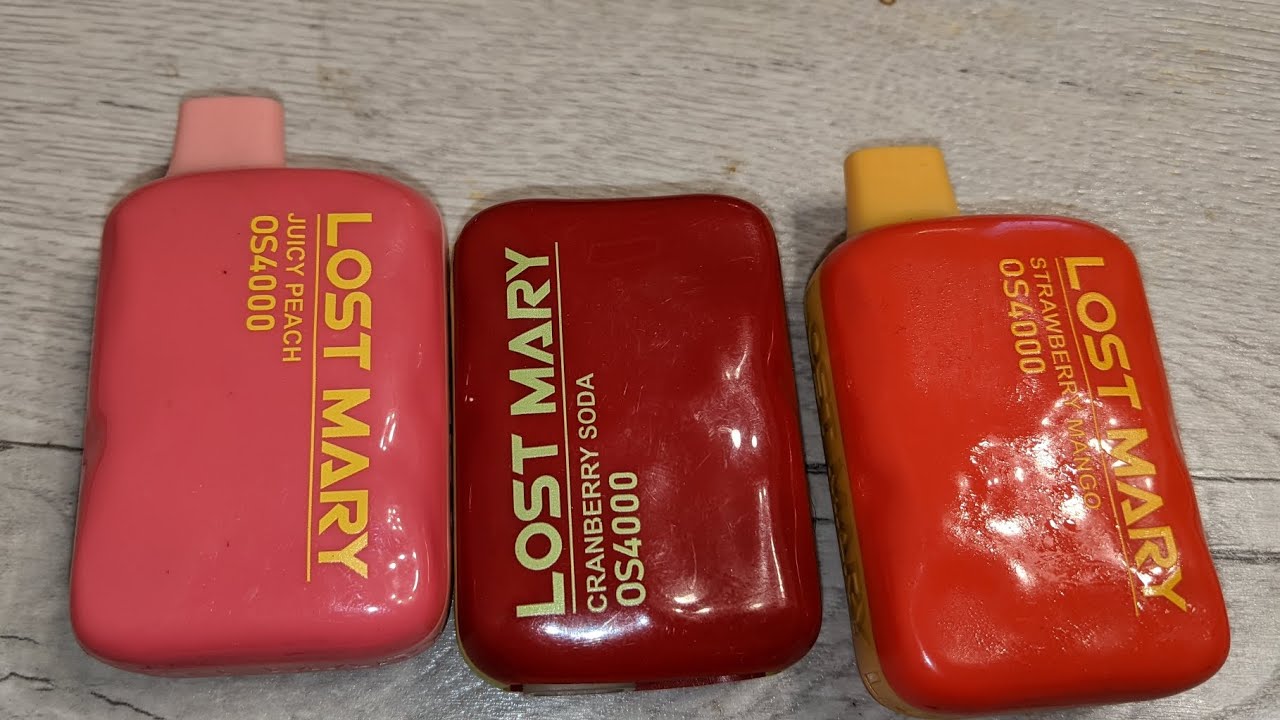 LOST MARY
JUICY PEACH
OS4000
LOST MARY
CRANBERRY SODA
OS4000
LOST MARY
STRAWBERRY MANGO
OS4000